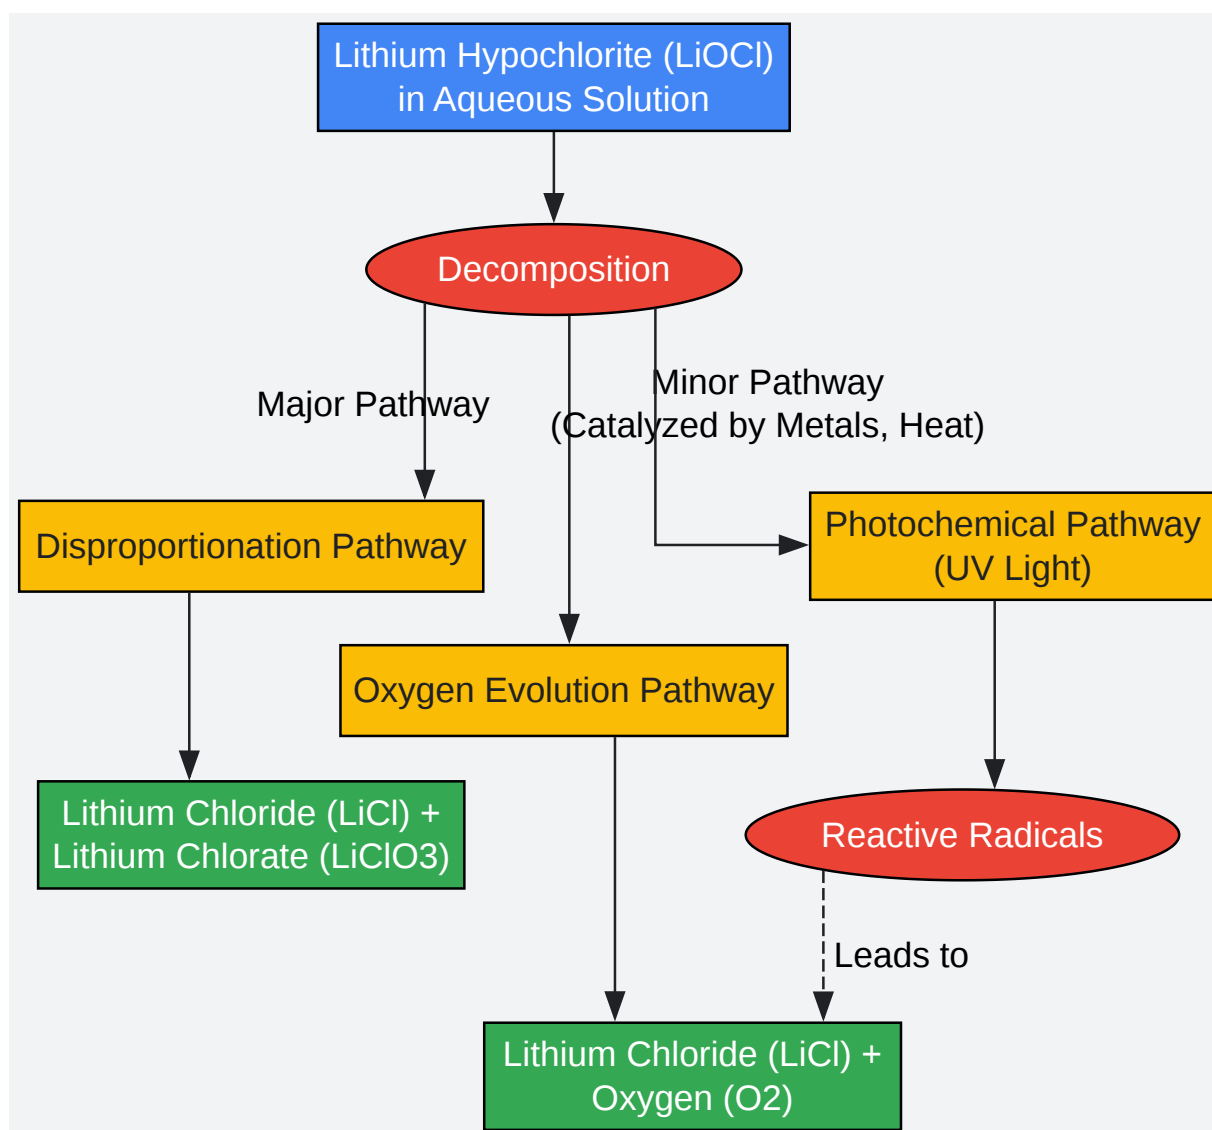 Lithium Hypochlorite (LiOCl)
in Aqueous Solution
Decomposition
Major Pathway
Minor Pathway
(Catalyzed by Metals, Heat)
Disproportionation Pathway
Photochemical Pathway
(UV Light)
Oxygen Evolution Pathway
Lithium Chloride (LiCl) +
Lithium Chlorate (LiClO3)
Reactive Radicals
Leads to
Lithium Chloride (LiCl) +
Oxygen (O2)